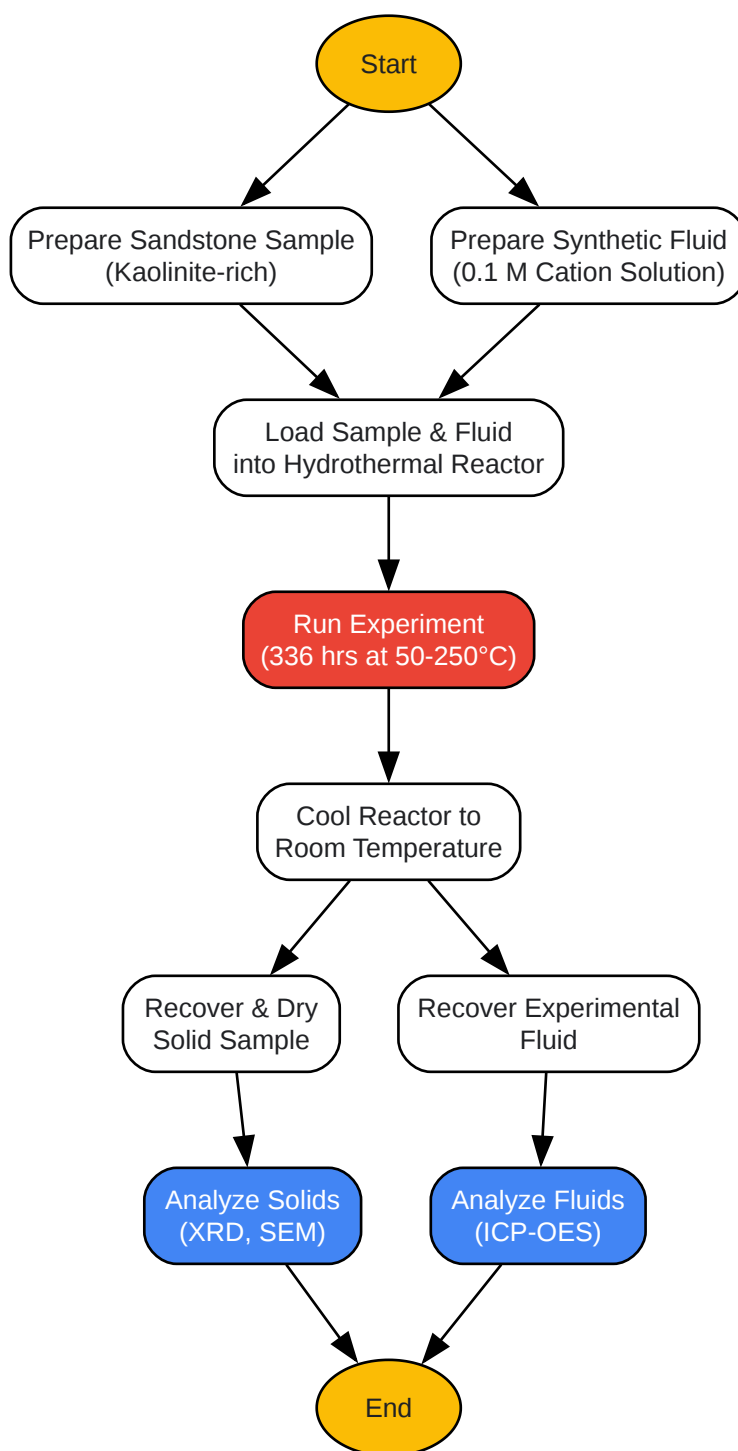 Start
Prepare Sandstone Sample
(Kaolinite-rich)
Prepare Synthetic Fluid
(0.1 M Cation Solution)
Load Sample & Fluid
into Hydrothermal Reactor
Run Experiment
(336 hrs at 50-250°C)
Cool Reactor to
Room Temperature
Recover & Dry
Solid Sample
Recover Experimental
Fluid
Analyze Solids
(XRD, SEM)
Analyze Fluids
(ICP-OES)
End